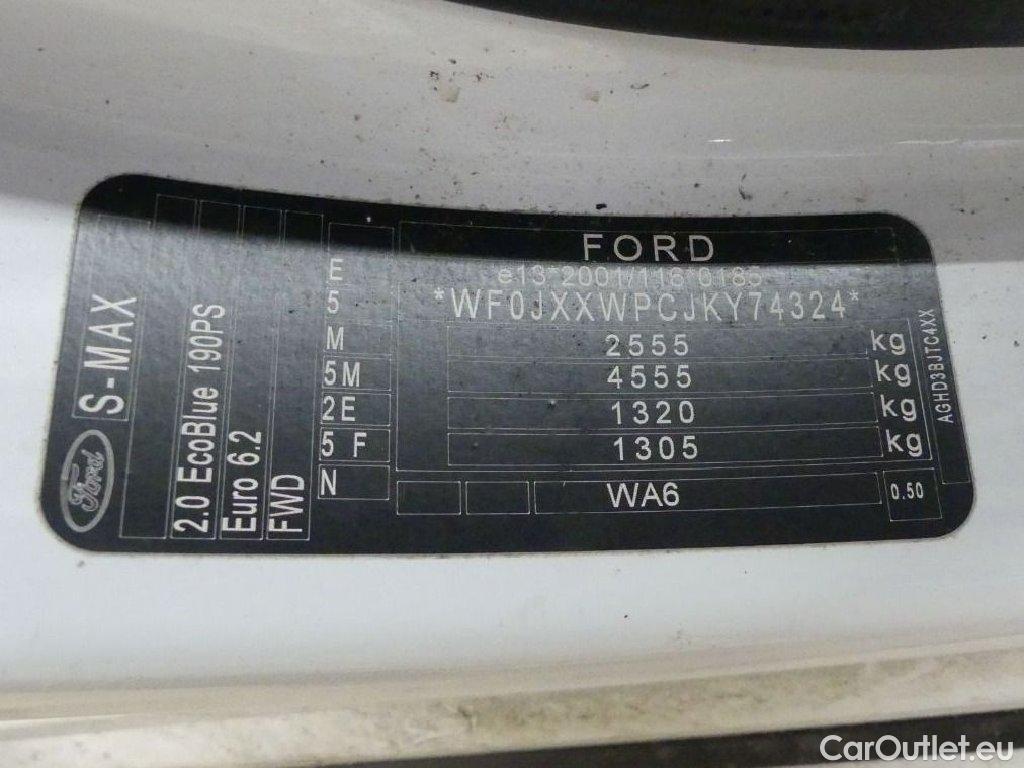 FORD
e13*2001/116*0185
*WF0JXXWPCJKY74324*
2555 kg
4555 kg
1320 kg
1305 kg
WA6
0.50
AGHD3BJTC4XX
E
5
M
5M
2E
5 F
N
FWD
Euro 6.2
2.0 EcoBlue 190PS
S-MAX
Ford
CarOutlet.eu